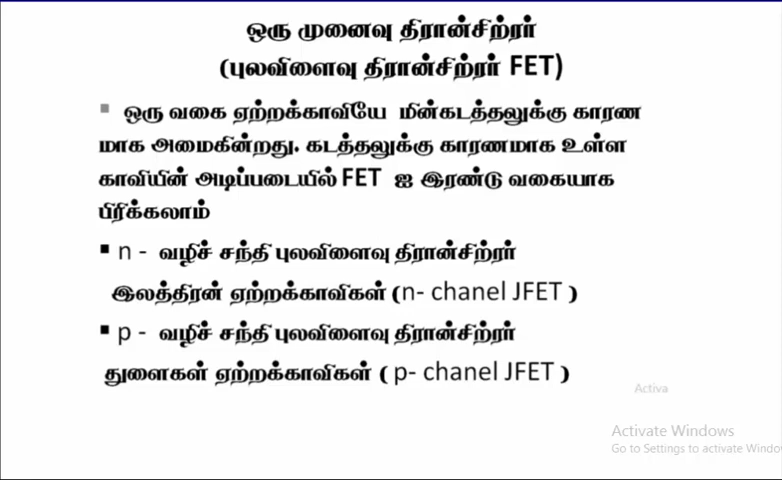 ஒரு முனைவு திரான்சிற்றர்
(புலவிளைவு திரான்சிற்றர் FET)
▪ ஒரு வகை ஏற்றக்காவியே மின்கடத்தலுக்கு காரண
மாக அமைகின்றது. கடத்தலுக்கு காரணமாக உள்ள
காவியின் அடிப்படையில் FET ஐ இரண்டு வகையாக
பிரிக்கலாம்
▪ n - வழிச் சந்தி புலவிளைவு திரான்சிற்றர்
இலத்திரன் ஏற்றக்காவிகள் (n- chanel JFET )
▪ p - வழிச் சந்தி புலவிளைவு திரான்சிற்றர்
துளைகள் ஏற்றக்காவிகள் ( p- chanel JFET )
Activa
Activate Windows
Go to Settings to activate Windo